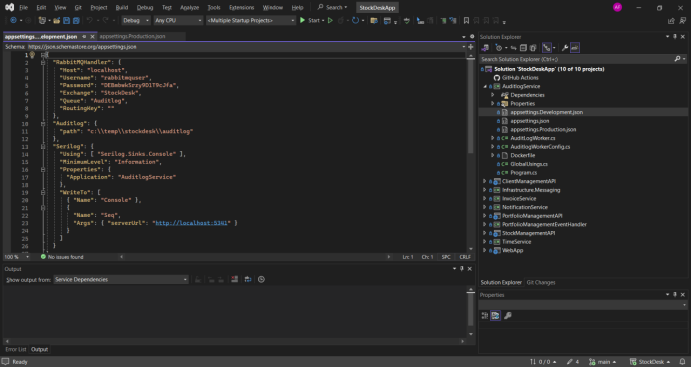 File Edit View Git Project Build Debug Test Analyze Tools Extensions Window Help Search StockDeskApp
Debug Any CPU <Multiple Startup Projects> Start
appsettings....elopment.json appsettings.Production.json
Schema: https://json.schemastore.org/appsettings.json
1 {
2 "RabbitMQHandler": {
3 "Host": "localhost",
4 "Username": "rabbitmquser",
5
6 "Exchange": "StockDesk",
7 "Queue": "Auditlog",
8 "RoutingKey": ""
9 },
10 "Auditlog": {
11 "path": "c:\\temp\\stockdesk\\auditlog"
12 },
13 "Serilog": {
14 "Using": [ "Serilog.Sinks.Console" ],
15 "MinimumLevel": "Information",
16 "Properties": {
17 "Application": "AuditlogService"
18 },
19 "WriteTo": [
20 { "Name": "Console" },
21 {
22 "Name": "Seq",
23 "Args": { "serverUrl": "http://localhost:5341" }
24 }
25 ]
26 }
100 % No issues found Ln: 1 Ch: 1 SPC CRLF
Output
Show output from: Service Dependencies
Error List Output
Solution Explorer
Search Solution Explorer (Ctrl+;)
Solution 'StockDeskApp' (10 of 10 projects)
GitHub Actions
AuditlogService
Dependencies
Properties
appsettings.Development.json
appsettings.json
appsettings.Production.json
AuditLogWorker.cs
AuditlogWorkerConfig.cs
Dockerfile
GlobalUsings.cs
Program.cs
ClientManagementAPI
Infrastructure.Messaging
InvoiceService
NotificationService
PortfolioManagementAPI
PortfolioManagementEventHandler
StockManagementAPI
TimeService
WebApp
Solution Explorer Git Changes
Properties
Ready 0 / 0 4 main StockDesk